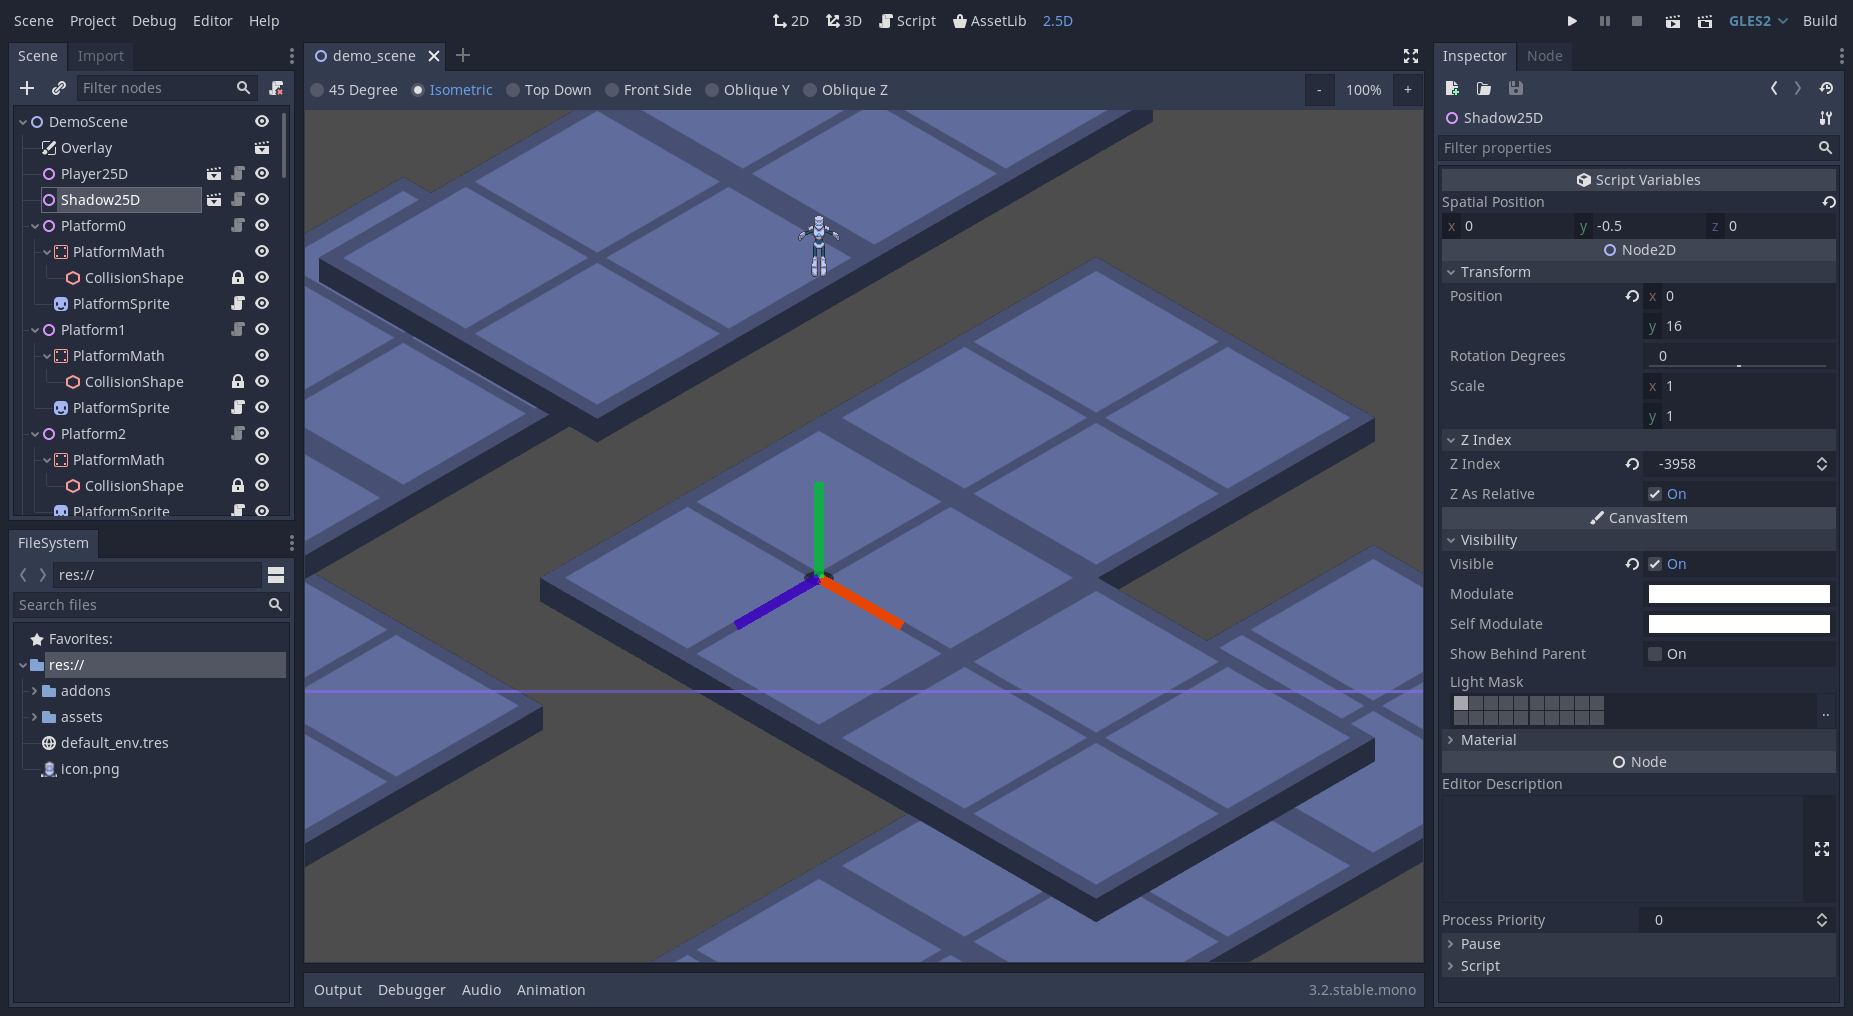 Scene Project Debug Editor Help
2D 3D Script AssetLib 2.5D
GLES2 Build
Scene Import
Filter nodes
DemoScene
Overlay
Player25D
Shadow25D
Platform0
PlatformMath
CollisionShape
PlatformSprite
Platform1
PlatformMath
CollisionShape
PlatformSprite
Platform2
PlatformMath
CollisionShape
PlatformSprite
FileSystem
res://
Search files
Favorites:
res://
addons
assets
default_env.tres
icon.png
demo_scene
45 Degree Isometric Top Down Front Side Oblique Y Oblique Z
- 100% +
Output Debugger Audio Animation
3.2.stable.mono
Inspector Node
Shadow25D
Filter properties
Script Variables
Spatial Position
x 0 y -0.5 z 0
Node2D
Transform
Position x 0
y 16
Rotation Degrees 0
Scale x 1
y 1
Z Index
Z Index -3958
Z As Relative On
CanvasItem
Visibility
Visible On
Modulate
Self Modulate
Show Behind Parent On
Light Mask
..
Material
Node
Editor Description
Process Priority 0
Pause
Script